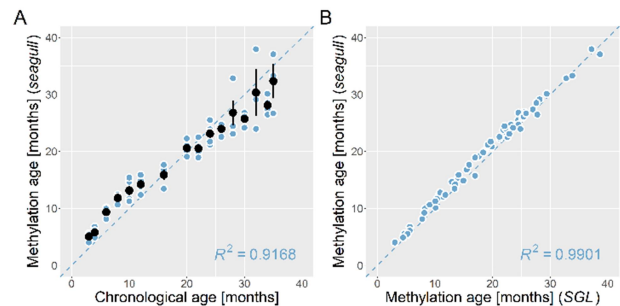 A
Methylation age [months] (seagull)
40
30
20
10
0
R² = 0.9168
0 10 20 30 40
Chronological age [months]
B
Methylation age [months] (seagull)
40
30
20
10
0
R² = 0.9901
0 10 20 30 40
Methylation age [months] (SGL)